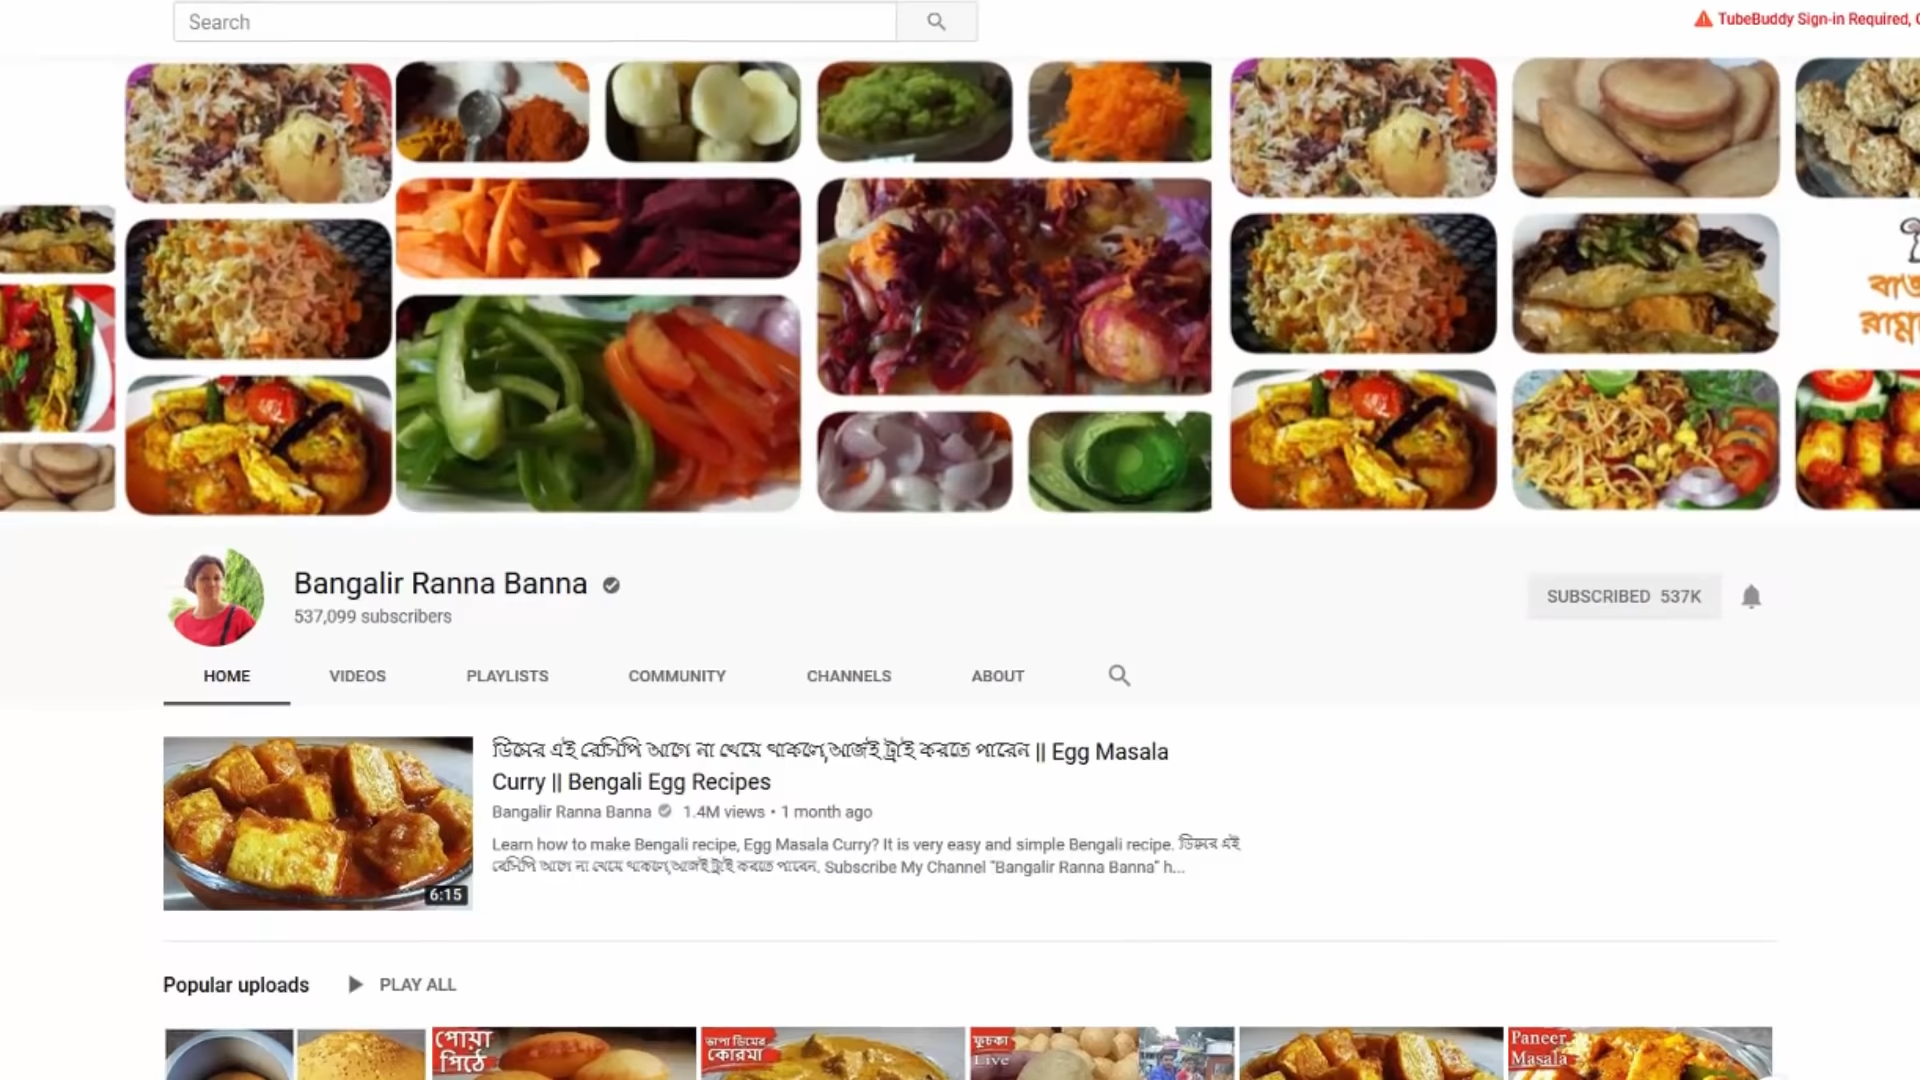 Search
TubeBuddy Sign-in Required,
Bangalir Ranna Banna
537,099 subscribers
SUBSCRIBED 537K
HOME VIDEOS PLAYLISTS COMMUNITY CHANNELS ABOUT
ডিমের এই রেসিপি আগে না খেয়ে থাকলে,আজই ট্রাই করতে পারেন || Egg Masala
Curry || Bengali Egg Recipes
Bangalir Ranna Banna 1.4M views • 1 month ago
Learn how to make Bengali recipe, Egg Masala Curry? It is very easy and simple Bengali recipe. ডিমের এই
রেসিপি আগে না খেয়ে থাকলে,আজই ট্রাই করতে পারেন. Subscribe My Channel "Bangalir Ranna Banna" h...
6:15
Popular uploads PLAY ALL
পোয়া
পিঠে
ভাপা ডিমের
কোরমা
ফুচকা
Live
Paneer
Masala